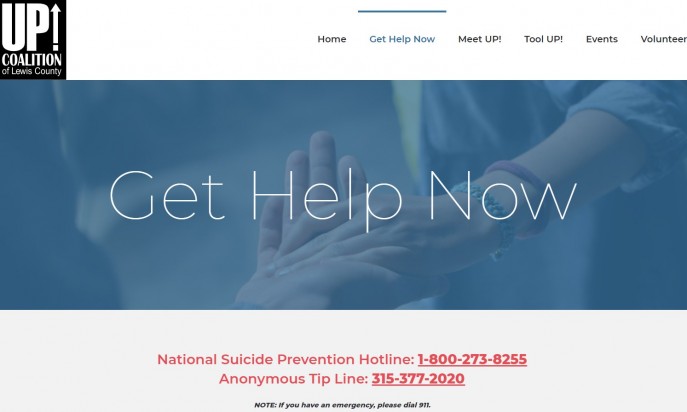 UP!
COALITION
of Lewis County
Home
Get Help Now
Meet UP!
Tool UP!
Events
Volunteer
Get Help Now
National Suicide Prevention Hotline: 1-800-273-8255
Anonymous Tip Line: 315-377-2020
NOTE: If you have an emergency, please dial 911.